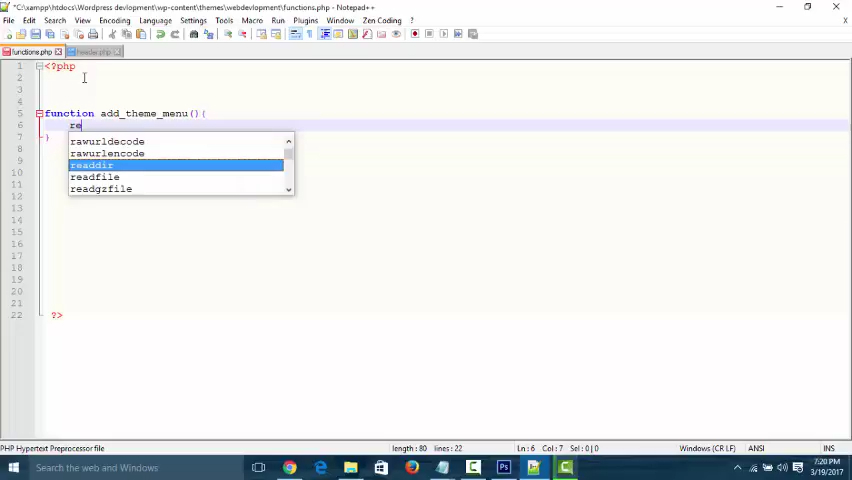 *C:\xampp\htdocs\Wordpress devlopment\wp-content\themes\webdevlopment\functions.php - Notepad++
File Edit Search View Encoding Language Settings Tools Macro Run Plugins Window Zen Coding ?
X
functions.php header.php
1 <?php
2
3
4
5 function add_theme_menu(){
6 re
7 }
rawurldecode
rawurlencode
readdir
readfile
readgzfile
8
9
10
11
12
13
14
15
16
17
18
19
20
21
22 ?>
PHP Hypertext Preprocessor file length : 80 lines : 22 Ln : 6 Col : 7 Sel : 0 | 0 Windows (CR LF) ANSI INS
Search the web and Windows
7:20 PM
3/19/2017